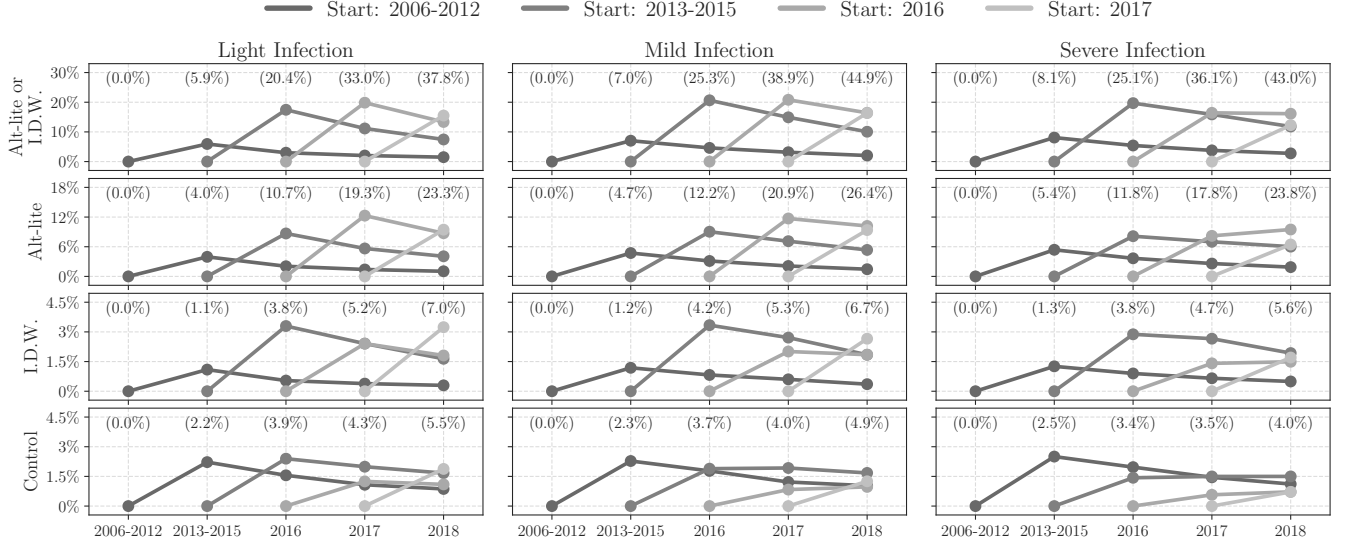 Start: 2006-2012 Start: 2013-2015 Start: 2016 Start: 2017
Light Infection Mild Infection Severe Infection
Alt-lite or
I.D.W.
30%
20%
10%
0%
(0.0%) (5.9%) (20.4%) (33.0%) (37.8%)
(0.0%) (7.0%) (25.3%) (38.9%) (44.9%)
(0.0%) (8.1%) (25.1%) (36.1%) (43.0%)
Alt-lite
18%
12%
6%
0%
(0.0%) (4.0%) (10.7%) (19.3%) (23.3%)
(0.0%) (4.7%) (12.2%) (20.9%) (26.4%)
(0.0%) (5.4%) (11.8%) (17.8%) (23.8%)
I.D.W.
4.5%
3%
1.5%
0%
(0.0%) (1.1%) (3.8%) (5.2%) (7.0%)
(0.0%) (1.2%) (4.2%) (5.3%) (6.7%)
(0.0%) (1.3%) (3.8%) (4.7%) (5.6%)
Control
4.5%
3%
1.5%
0%
(0.0%) (2.2%) (3.9%) (4.3%) (5.5%)
(0.0%) (2.3%) (3.7%) (4.0%) (4.9%)
(0.0%) (2.5%) (3.4%) (3.5%) (4.0%)
2006-2012 2013-2015 2016 2017 2018
2006-2012 2013-2015 2016 2017 2018
2006-2012 2013-2015 2016 2017 2018